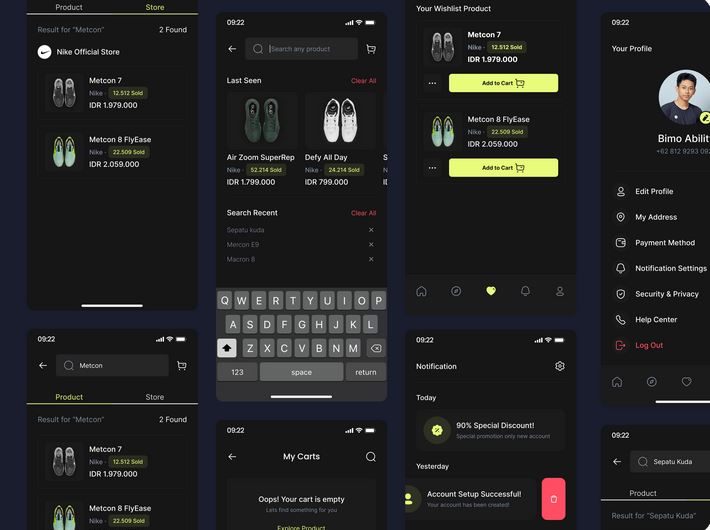 Product
Store
Result for “Metcon”
2 Found
Nike Official Store
Metcon 7
Nike · 12.512 Sold
IDR 1.979.000
Metcon 8 FlyEase
Nike · 22.509 Sold
IDR 2.059.000
09:22
Metcon
Product
Store
Result for “Metcon”
2 Found
Metcon 7
Nike · 12.512 Sold
IDR 1.979.000
Metcon 8 FlyEase
Nike · 22.509 Sold
09:22
Search any product
Last Seen
Clear All
Air Zoom SuperRep
Nike · 52.214 Sold
IDR 1.799.000
Defy All Day
Nike · 24.214 Sold
IDR 799.000
Search Recent
Clear All
Sepatu kuda
Mercon E9
Macron 8
Q W E R T Y U I O P
A S D F G H J K L
Z X C V B N M
123 space return
09:22
My Carts
Oops! Your cart is empty
Lets find something for you
Explore Product
Your Wishlist Product
Metcon 7
Nike · 12.512 Sold
IDR 1.979.000
Add to Cart
Metcon 8 FlyEase
Nike · 22.509 Sold
IDR 2.059.000
Add to Cart
09:22
Notification
Today
90% Special Discount!
Special promotion only new account
Yesterday
Account Setup Successful!
Your account has been created!
09:22
Your Profile
Bimo Abilit
+62 812 9293 09
Edit Profile
My Address
Payment Method
Notification Settings
Security & Privacy
Help Center
Log Out
09:22
Sepatu Kuda
Product
Result for “Sepatu Kuda”